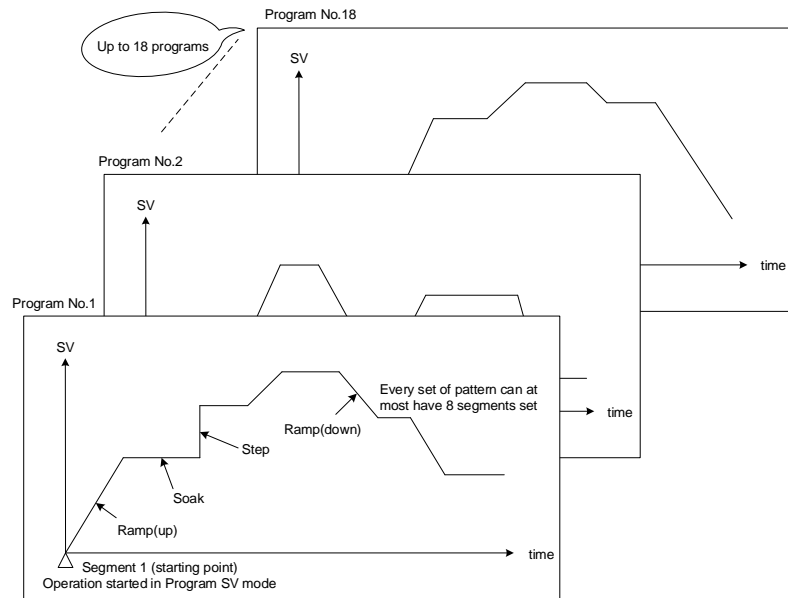 Program No.18
Up to 18 programs
SV
Program No.2
SV
time
Program No.1
SV
Every set of pattern can at
most have 8 segments set
time
Ramp(down)
Step
Soak
Ramp(up)
time
Segment 1 (starting point)
Operation started in Program SV mode